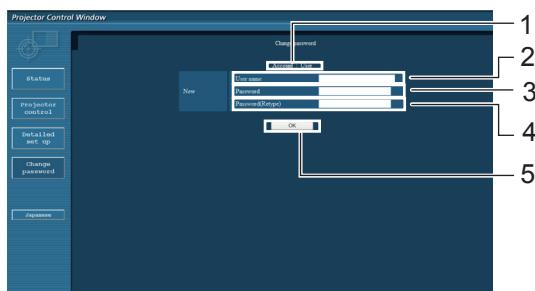 Projector Control Window
Change password
Account User
Status
Projector
control
Detailed
set up
Change
password
Japanese
New
User name
Password
Password(Retype)
OK
1
2
3
4
5